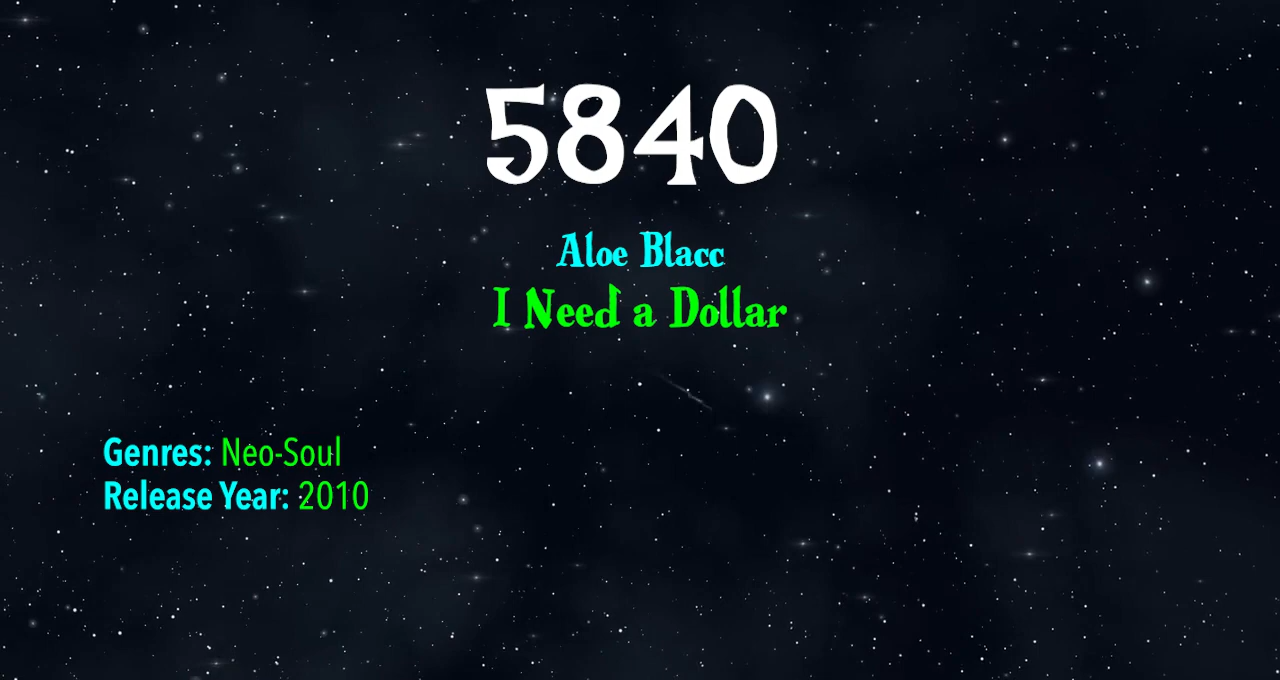 5840
Aloe Blacc
I Need a Dollar
Genres: Neo-Soul
Release Year: 2010